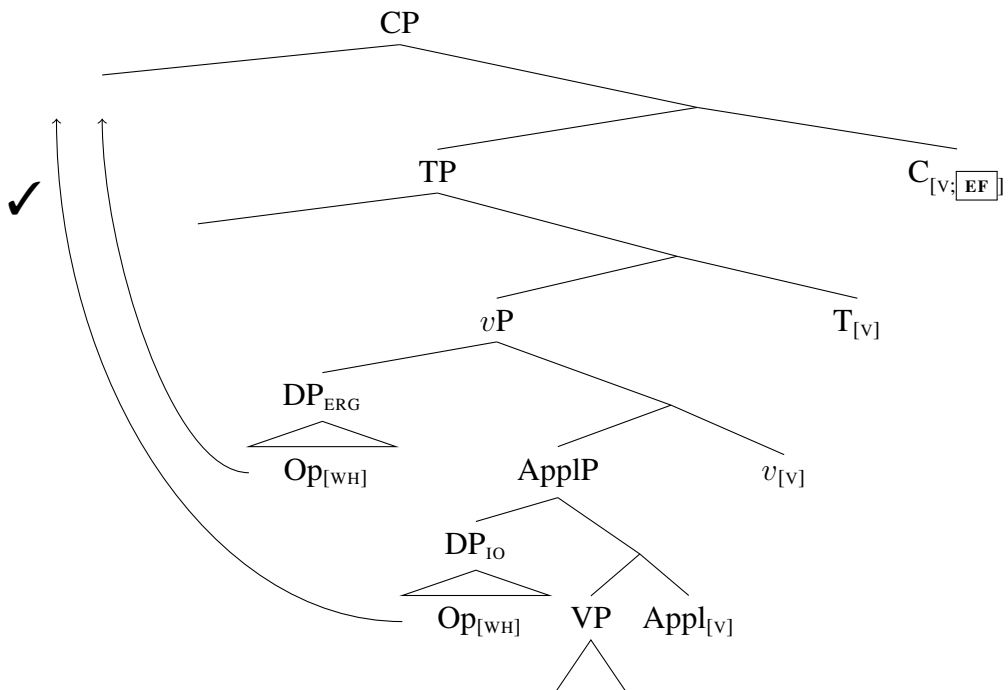 CP
✓
TP C[V; EF ]
vP T[V]
DPERG
Op[WH] ApplP v[V]
DPIO
Op[WH] VP Appl[V]